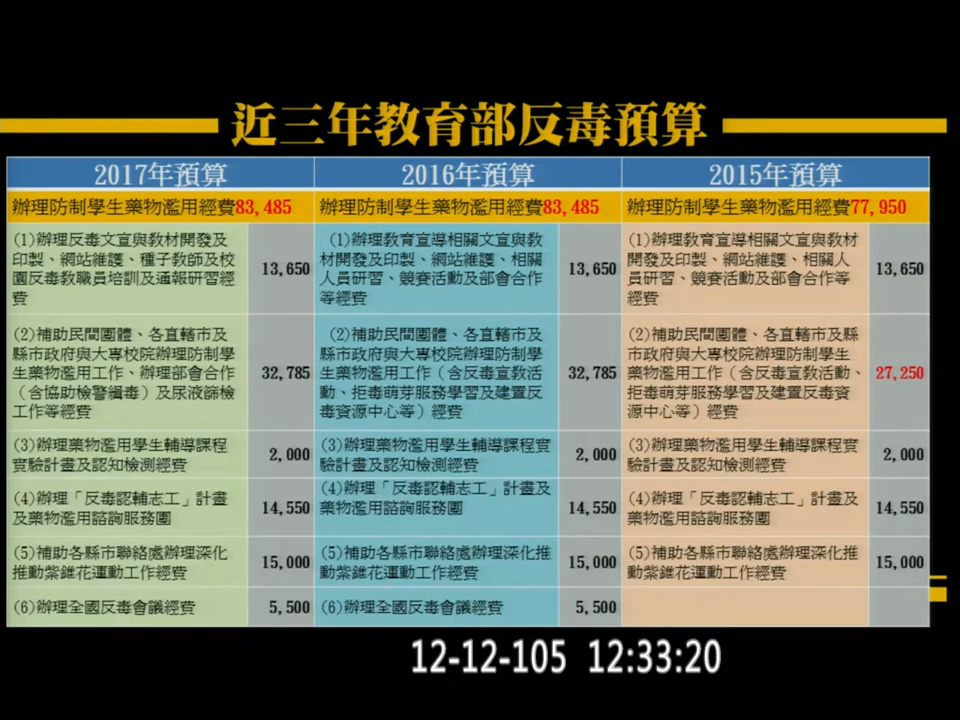 近三年教育部反毒預算
2017年預算
2016年預算
2015年預算
辦理防制學生藥物濫用經費83,485
辦理防制學生藥物濫用經費83,485
辦理防制學生藥物濫用經費77,950
(1)辦理反毒文宣與教材開發及
印製、網站維護、種子教師及校
園反毒教職員培訓及通報研習經
費
13,650
(1)辦理教育宣導相關文宣與教
材開發及印製、網站維護、相關
人員研習、競賽活動及部會合作
等經費
13,650
(1)辦理教育宣導相關文宣與教材
開發及印製、網站維護、相關人
員研習、競賽活動及部會合作等
經費
13,650
(2)補助民間團體、各直轄市及
縣市政府與大專校院辦理防制學
生藥物濫用工作、辦理部會合作
（含協助檢警緝毒）及尿液篩檢
工作等經費
32,785
(2)補助民間團體、各直轄市及
縣市政府與大專校院辦理防制學
生藥物濫用工作（含反毒宣教活
動、拒毒萌芽服務學習及建置反
毒資源中心等）經費
32,785
(2)補助民間團體、各直轄市及縣
市政府與大專校院辦理防制學生
藥物濫用工作（含反毒宣教活動、
拒毒萌芽服務學習及建置反毒資
源中心等）經費
27,250
(3)辦理藥物濫用學生輔導課程
實驗計畫及認知檢測經費
2,000
(3)辦理藥物濫用學生輔導課程實
驗計畫及認知檢測經費
2,000
(3)辦理藥物濫用學生輔導課程實
驗計畫及認知檢測經費
2,000
(4)辦理「反毒認輔志工」計畫
及藥物濫用諮詢服務團
14,550
(4)辦理「反毒認輔志工」計畫及
藥物濫用諮詢服務團
14,550
(4)辦理「反毒認輔志工」計畫及
藥物濫用諮詢服務團
14,550
(5)補助各縣市聯絡處辦理深化
推動紫錐花運動工作經費
15,000
(5)補助各縣市聯絡處辦理深化推
動紫錐花運動工作經費
15,000
(5)補助各縣市聯絡處辦理深化推
動紫錐花運動工作經費
15,000
(6)辦理全國反毒會議經費
5,500
(6)辦理全國反毒會議經費
5,500
12-12-105 12:33:20